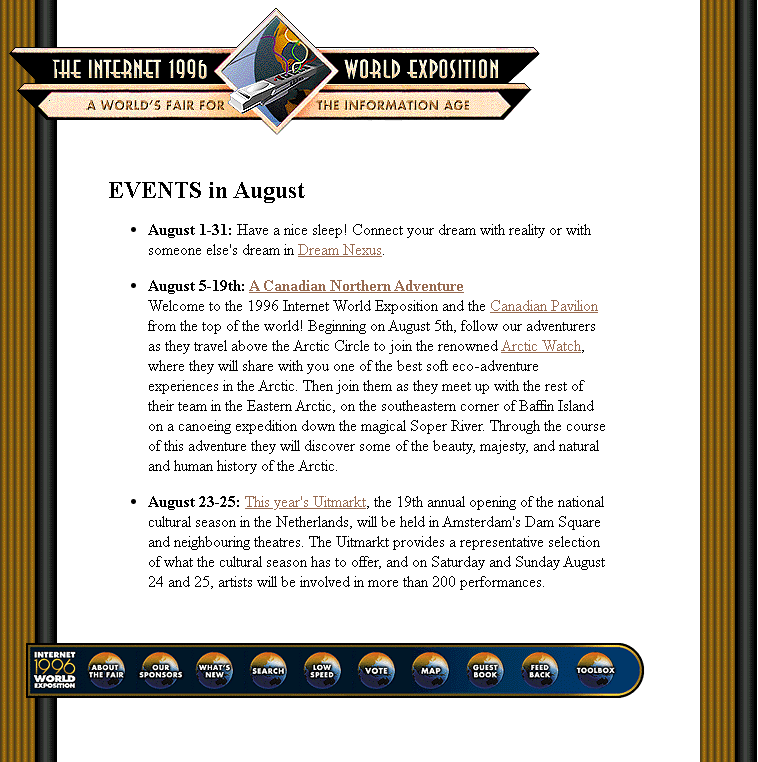 THE INTERNET 1996 WORLD EXPOSITION
A WORLD'S FAIR FOR THE INFORMATION AGE
EVENTS in August
August 1-31: Have a nice sleep! Connect your dream with reality or with
someone else's dream in Dream Nexus.
August 5-19th: A Canadian Northern Adventure
Welcome to the 1996 Internet World Exposition and the Canadian Pavilion
from the top of the world! Beginning on August 5th, follow our adventurers
as they travel above the Arctic Circle to join the renowned Arctic Watch,
where they will share with you one of the best soft eco-adventure
experiences in the Arctic. Then join them as they meet up with the rest of
their team in the Eastern Arctic, on the southeastern corner of Baffin Island
on a canoeing expedition down the magical Soper River. Through the course
of this adventure they will discover some of the beauty, majesty, and natural
and human history of the Arctic.
August 23-25: This year's Uitmarkt, the 19th annual opening of the national
cultural season in the Netherlands, will be held in Amsterdam's Dam Square
and neighbouring theatres. The Uitmarkt provides a representative selection
of what the cultural season has to offer, and on Saturday and Sunday August
24 and 25, artists will be involved in more than 200 performances.
INTERNET
1996
WORLD
EXPOSITION
ABOUT
THE FAIR
OUR
SPONSORS
WHAT'S
NEW
SEARCH
LOW
SPEED
VOTE
MAP
GUEST
BOOK
FEED
BACK
TOOLBOX